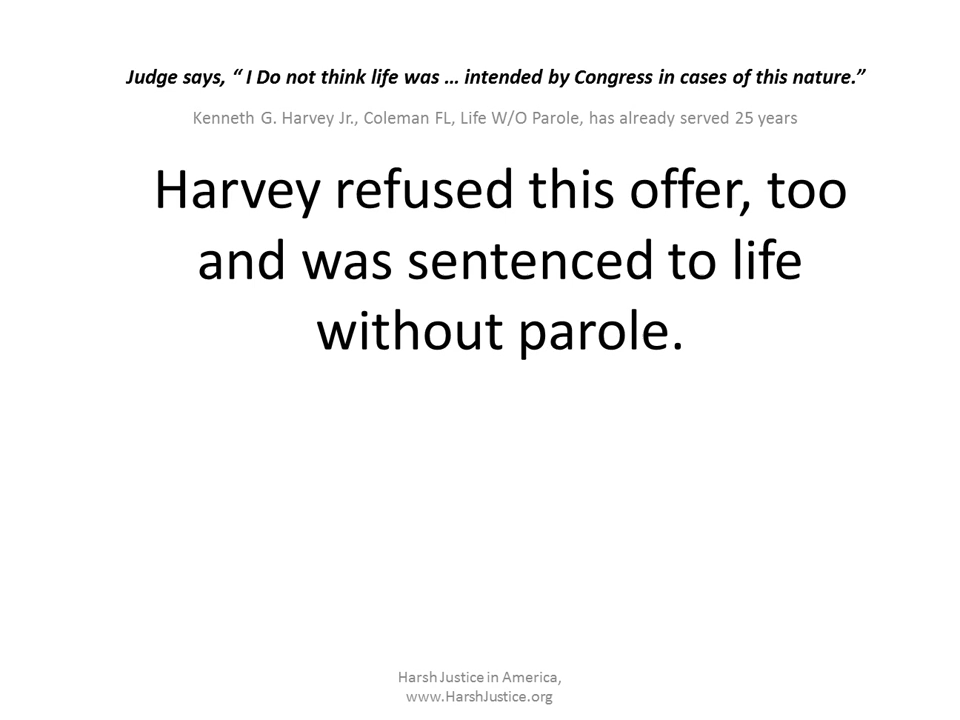 Judge says, “ I Do not think life was … intended by Congress in cases of this nature.”
Kenneth G. Harvey Jr., Coleman FL, Life W/O Parole, has already served 25 years
Harvey refused this offer, too
and was sentenced to life
without parole.
Harsh Justice in America,
www.HarshJustice.org